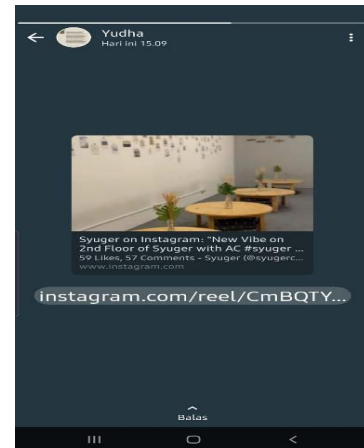 Yudha
Hari ini 15.09
Syuger on Instagram: "New Vibe on
2nd Floor of Syuger with AC #syuger ...
59 Likes, 57 Comments - Syuger (@syugerc...
www.instagram.com
instagram.com/reel/CmBQTY...
Balas